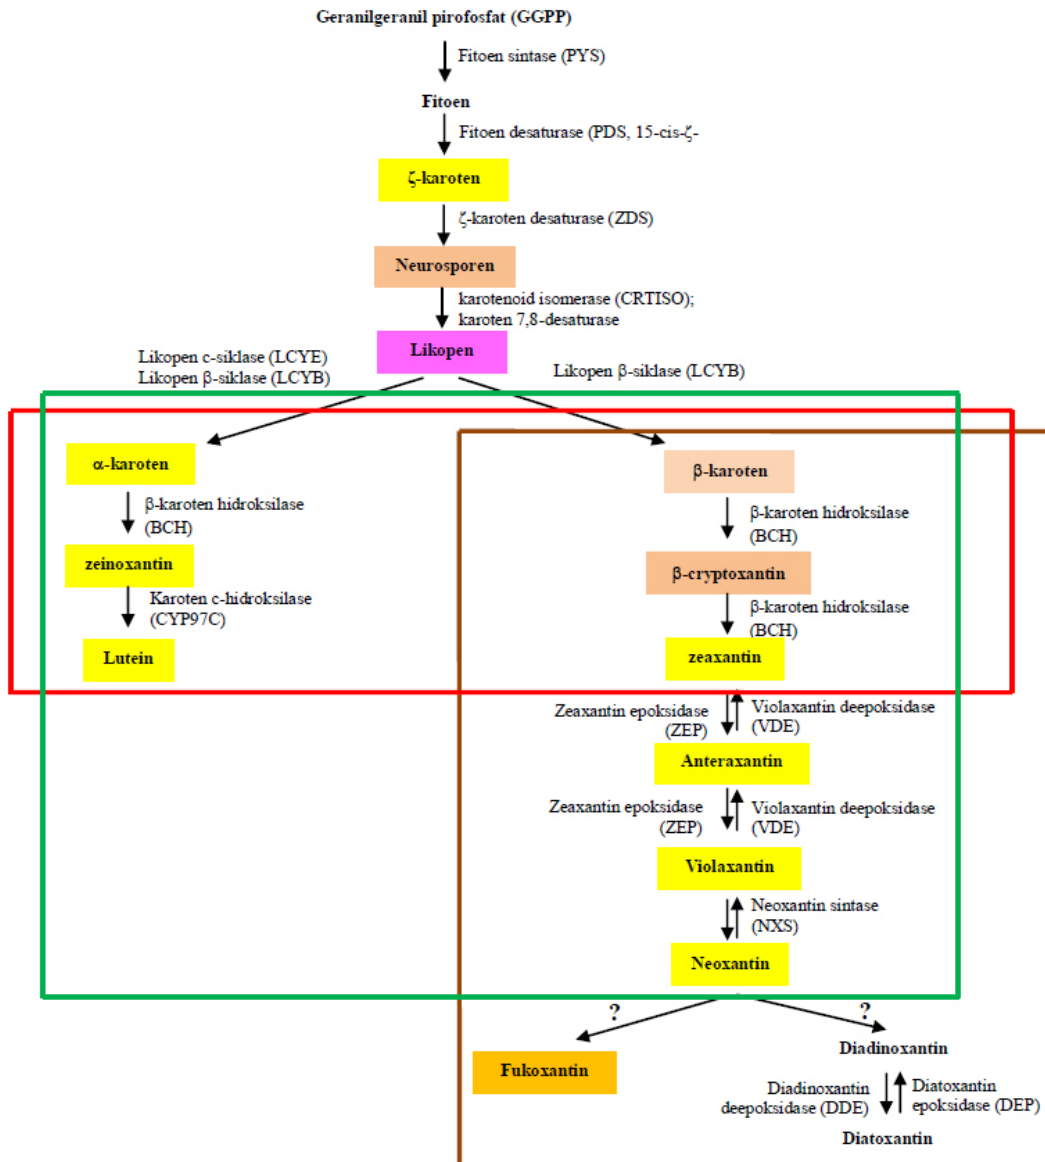 Geranilgeranil pirofosfat (GGPP)
Fitoen sintase (PYS)
Fitoen
Fitoen desaturase (PDS, 15-cis-ζ-
ζ-karoten
ζ-karoten desaturase (ZDS)
Neurosporen
karotenoid isomerase (CRTISO);
karoten 7,8-desaturase
Likopen
Likopen c-siklase (LCYE)
Likopen β-siklase (LCYB)
Likopen β-siklase (LCYB)
α-karoten
β-karoten hidroksilase
(BCH)
zeinoxantin
Karoten c-hidroksilase
(CYP97C)
Lutein
β-karoten
β-karoten hidroksilase
(BCH)
β-cryptoxantin
β-karoten hidroksilase
(BCH)
zeaxantin
Zeaxantin epoksidase
(ZEP)
Violaxantin deepoksidase
(VDE)
Anteraxantin
Zeaxantin epoksidase
(ZEP)
Violaxantin deepoksidase
(VDE)
Violaxantin
Neoxantin sintase
(NXS)
Neoxantin
?
?
Fukoxantin
Diadinoxantin
Diadinoxantin
deepoksidase (DDE)
Diatoxantin
epoksidase (DEP)
Diatoxantin